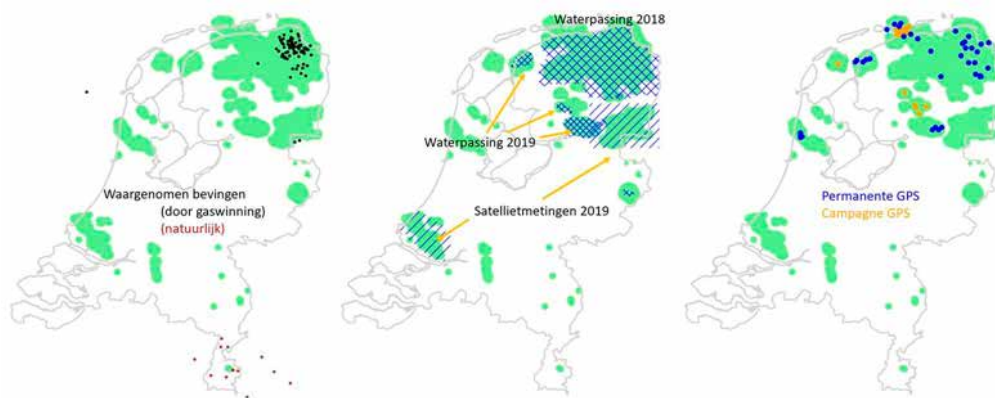 Waargenomen bevingen
(door gaswinning)
(natuurlijk)
Waterpassing 2018
Waterpassing 2019
Satellietmetingen 2019
Permanente GPS
Campagne GPS